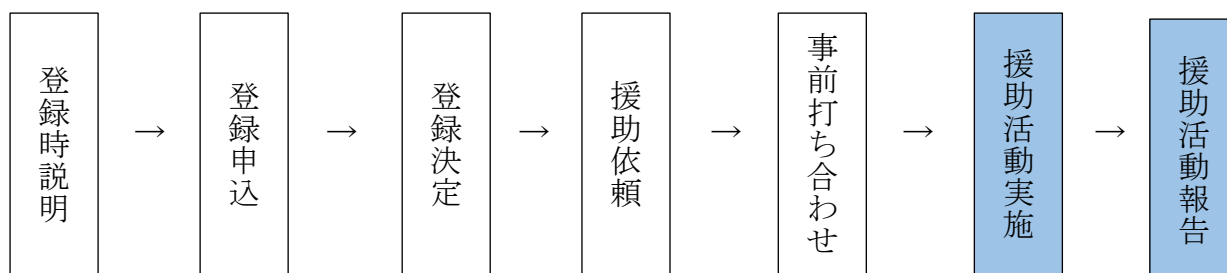 登録時説明
→
登録申込
→
登録決定
→
援助依頼
→
事前打ち合わせ
→
援助活動実施
→
援助活動報告